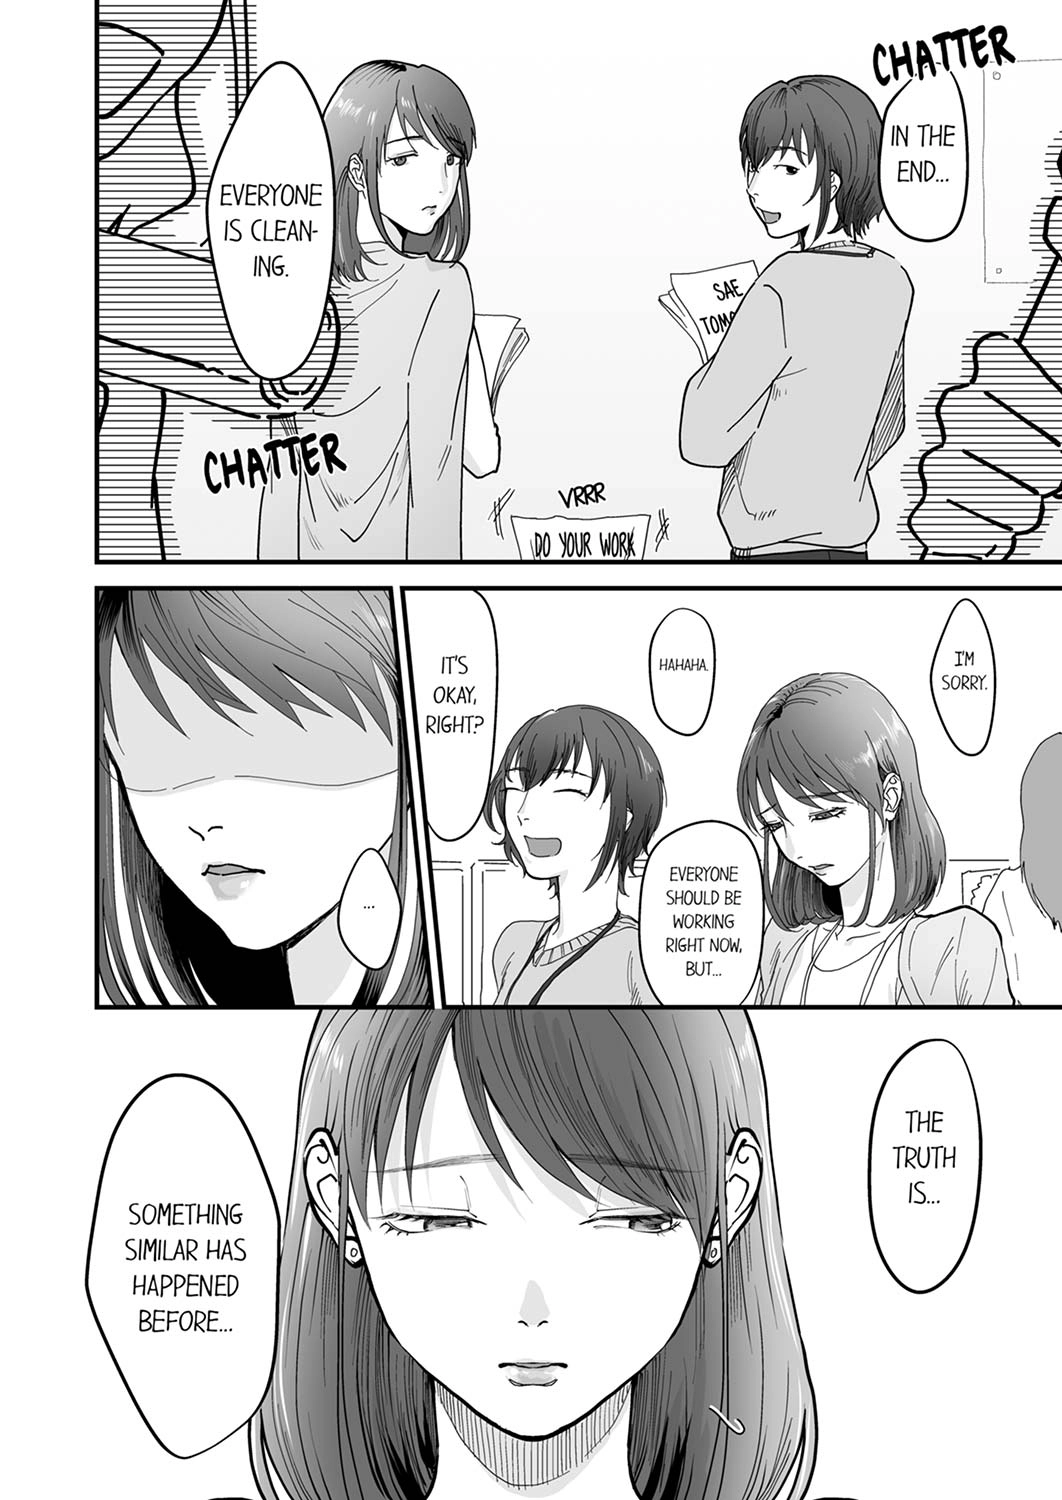 CHATTER
IN THE
END...
EVERYONE
IS CLEAN-
ING.
SAE
CHATTER
VRRR
DO YOUR WORK
I'M
SORRY.
HAHAHA.
EVERYONE
SHOULD BE
WORKING
RIGHT NOW,
BUT...
IT'S
OKAY,
RIGHT?
...
THE
TRUTH
IS...
SOMETHING
SIMILAR HAS
HAPPENED
BEFORE...